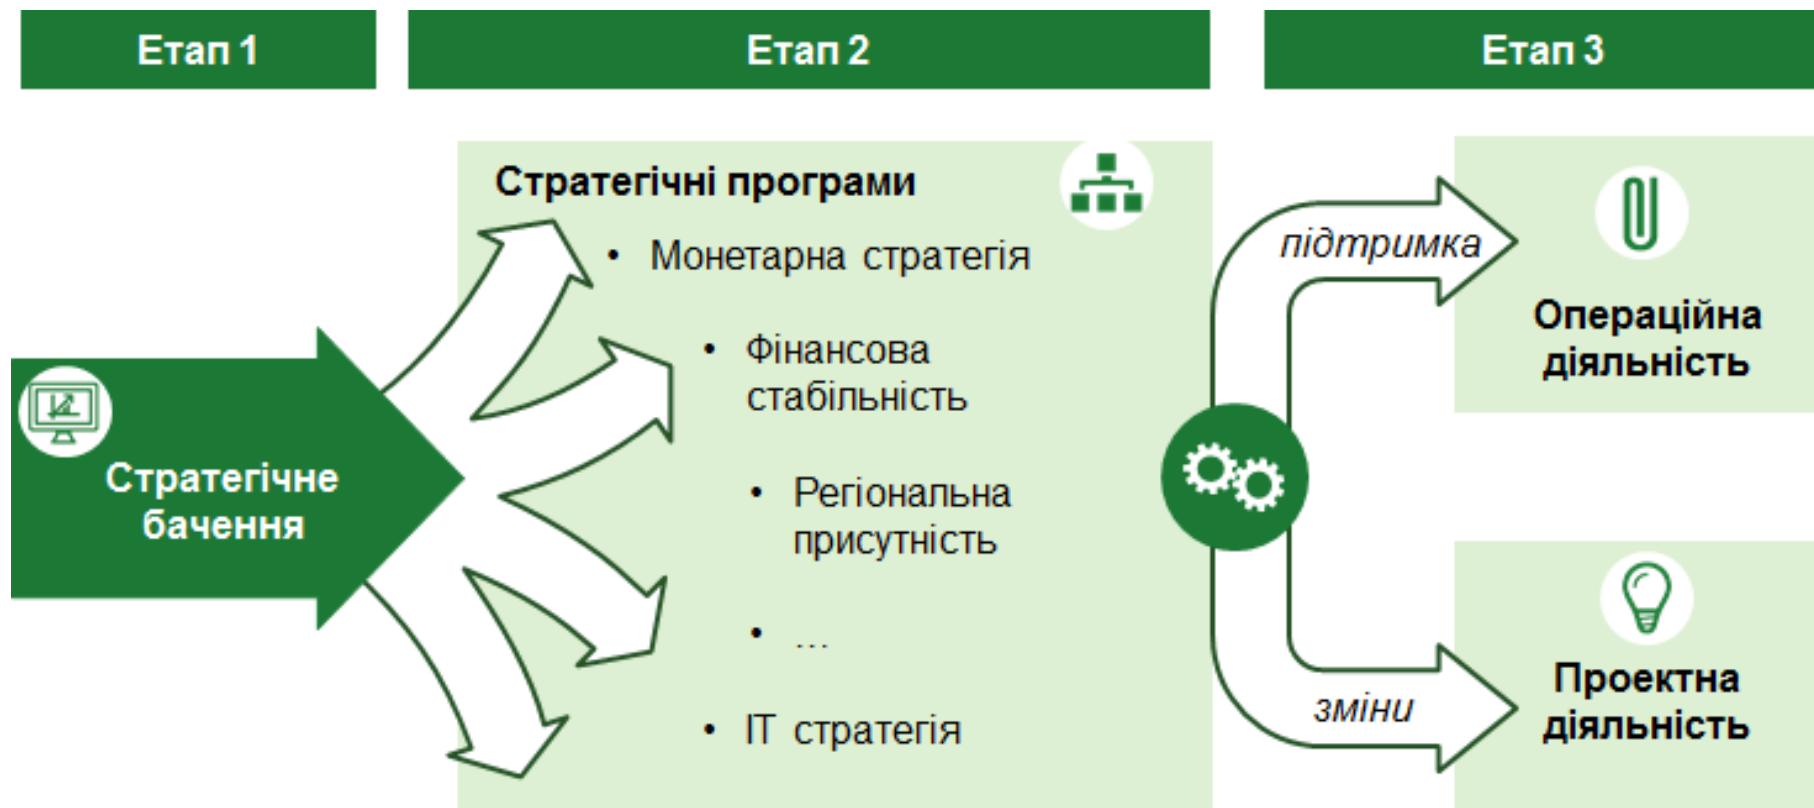 Етап 1
Етап 2
Етап 3
Стратегічне
бачення
Стратегічні програми
• Монетарна стратегія
• Фінансова
стабільність
• Регіональна
присутність
• ...
• ІТ стратегія
підтримка
зміни
Операційна
діяльність
Проектна
діяльність